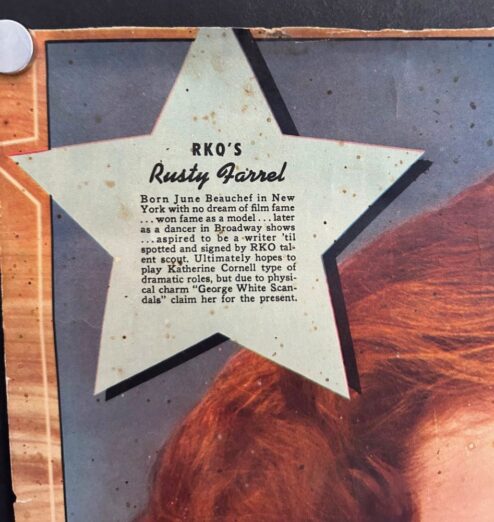 RKO'S
Rusty Farrel
Born June Beauchef in New
York with no dream of film fame
...won fame as a model...later
as a dancer in Broadway shows
...aspired to be a writer 'til
spotted and signed by RKO tal-
ent scout. Ultimately hopes to
play Katherine Cornell type of
dramatic roles, but due to physi-
cal charm "George White Scan-
dals" claim her for the present.